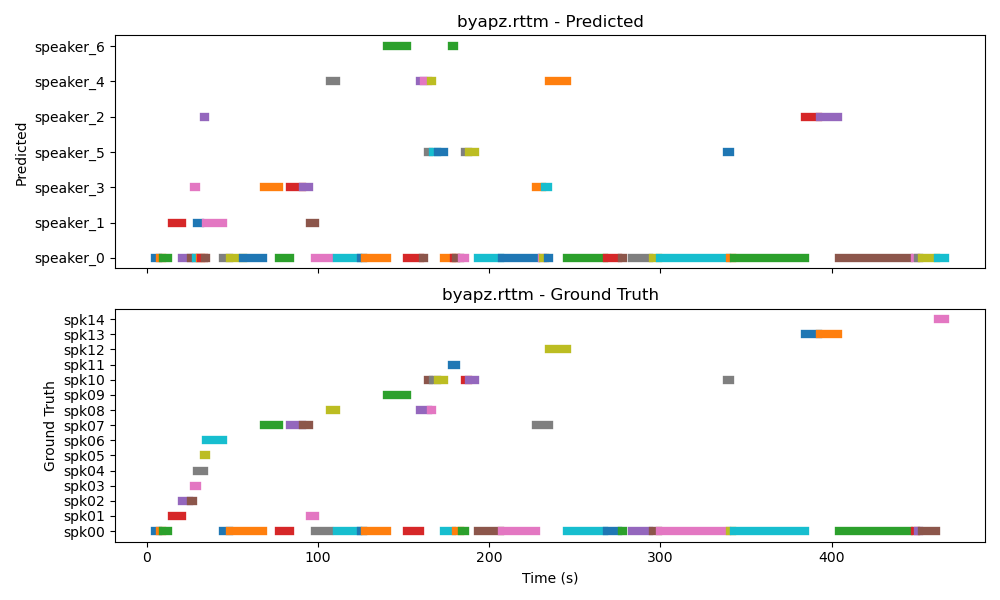 byapz.rttm - Predicted
speaker_6
speaker_4
speaker_2
speaker_5
speaker_3
speaker_1
speaker_0
Predicted
byapz.rttm - Ground Truth
spk14
spk13
spk12
spk11
spk10
spk09
spk08
spk07
spk06
spk05
spk04
spk03
spk02
spk01
spk00
Ground Truth
0 100 200 300 400
Time (s)